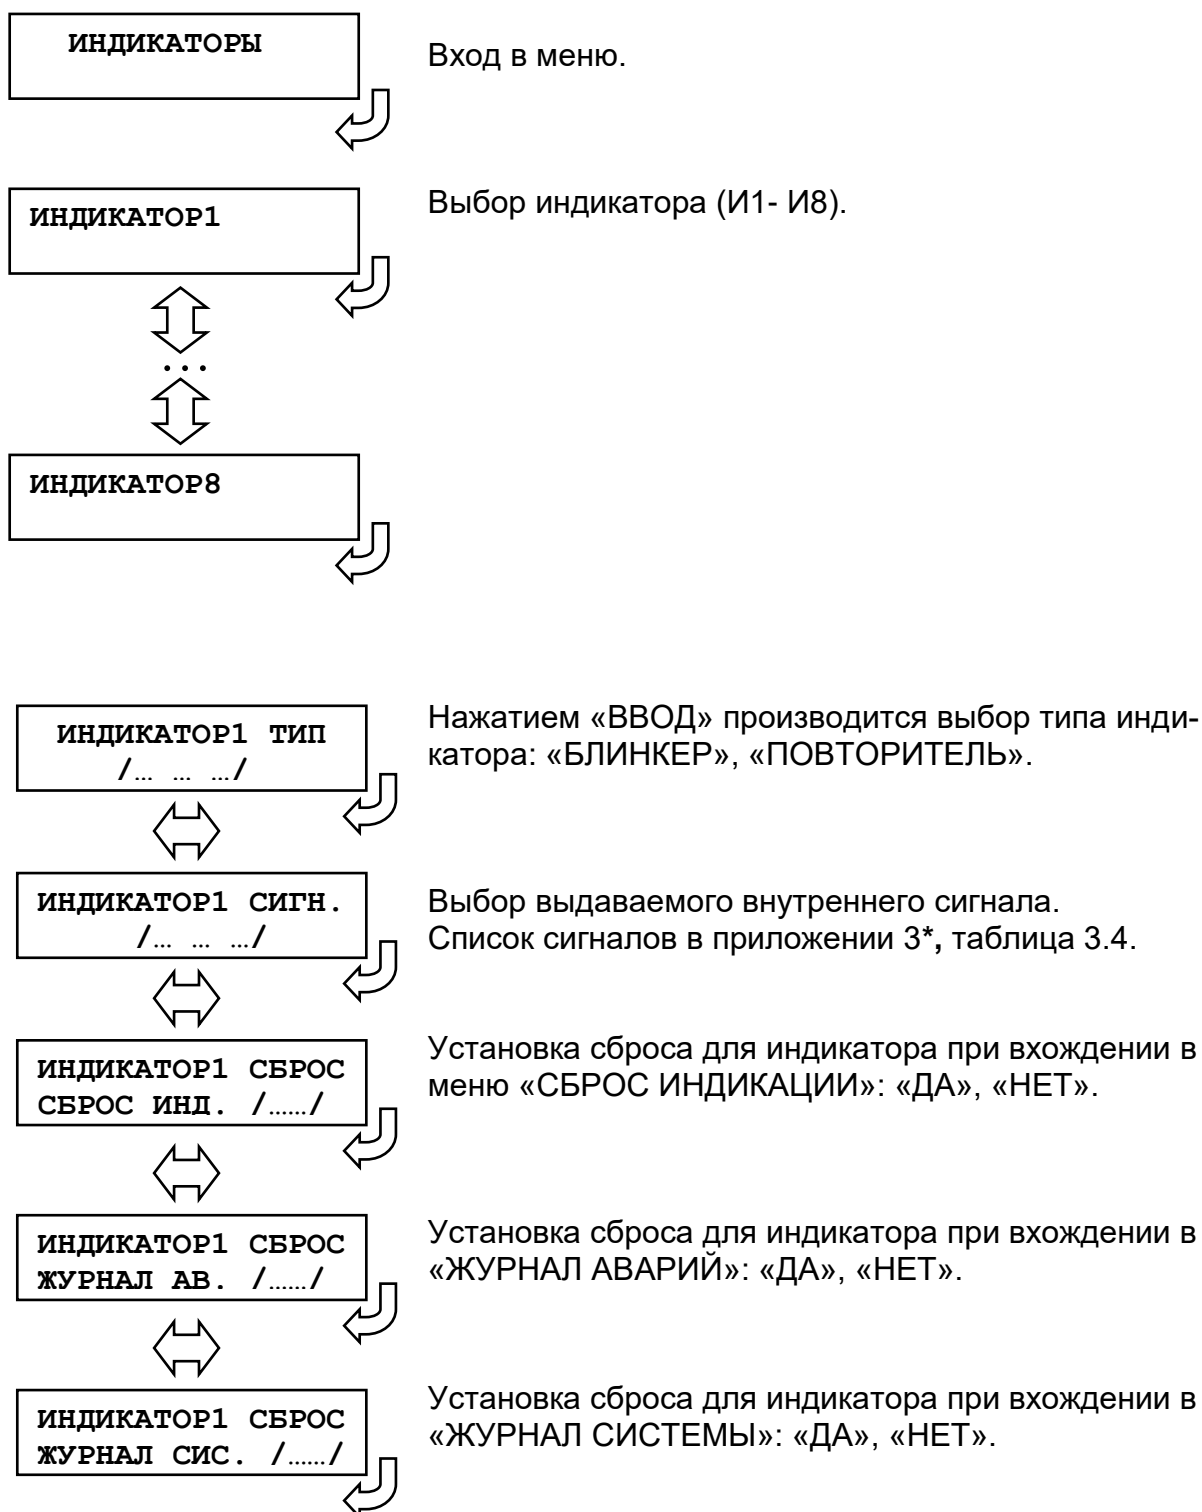 ИНДИКАТОРЫ
Вход в меню.
ИНДИКАТОР1
Выбор индикатора (И1- И8).
...
ИНДИКАТОР8
ИНДИКАТОР1 ТИП
/… … …/
Нажатием «ВВОД» производится выбор типа инди-
катора: «БЛИНКЕР», «ПОВТОРИТЕЛЬ».
ИНДИКАТОР1 СИГН.
/… … …/
Выбор выдаваемого внутреннего сигнала.
Список сигналов в приложении 3*, таблица 3.4.
ИНДИКАТОР1 СБРОС
СБРОС ИНД. /……/
Установка сброса для индикатора при вхождении в
меню «СБРОС ИНДИКАЦИИ»: «ДА», «НЕТ».
ИНДИКАТОР1 СБРОС
ЖУРНАЛ АВ. /……/
Установка сброса для индикатора при вхождении в
«ЖУРНАЛ АВАРИЙ»: «ДА», «НЕТ».
ИНДИКАТОР1 СБРОС
ЖУРНАЛ СИС. /……/
Установка сброса для индикатора при вхождении в
«ЖУРНАЛ СИСТЕМЫ»: «ДА», «НЕТ».